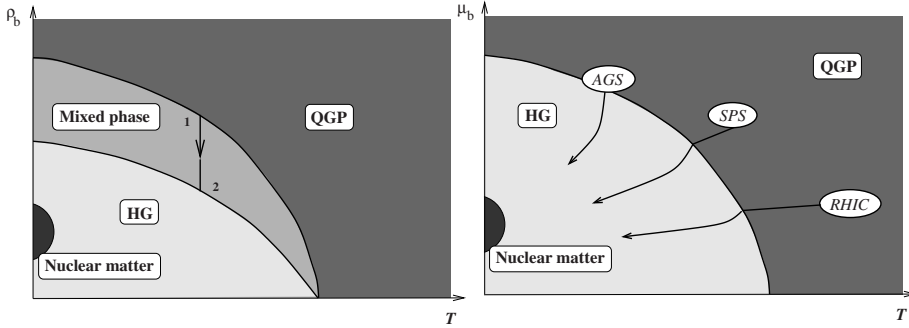 ρb
Mixed phase
1
QGP
2
HG
Nuclear matter
T
μb
AGS
QGP
HG
SPS
RHIC
Nuclear matter
T